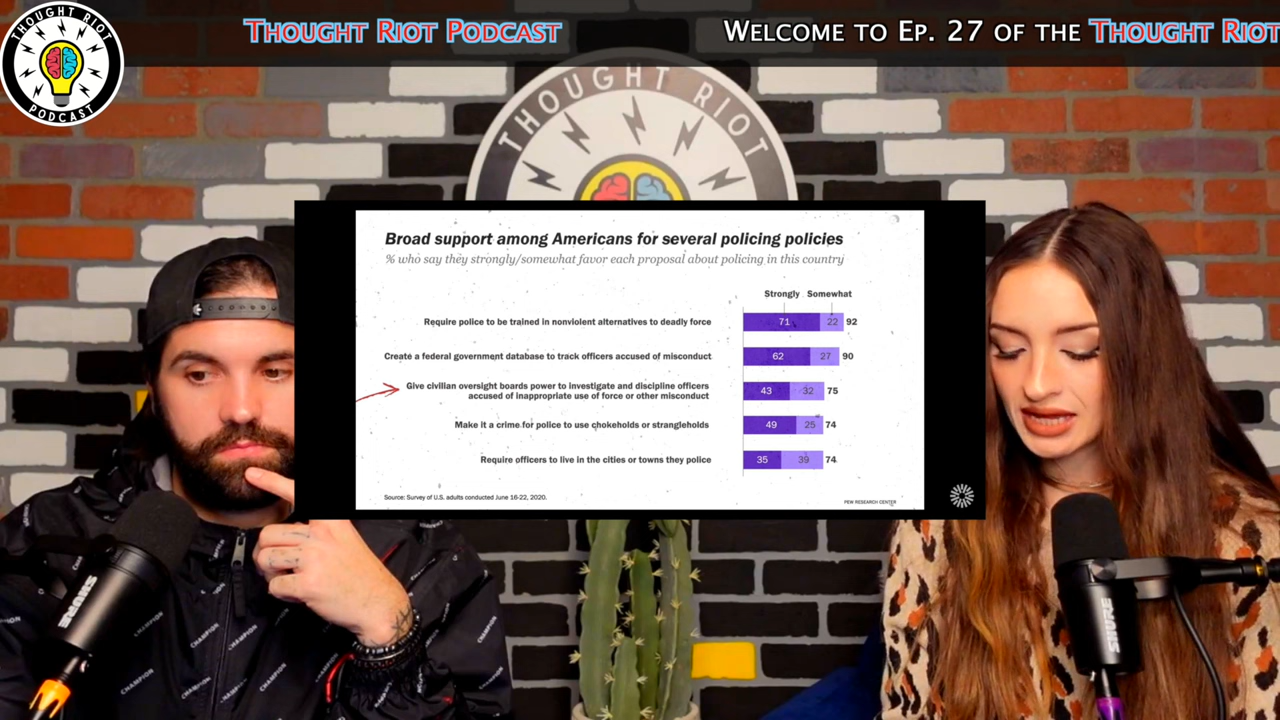 THOUGHT RIOT
PODCAST
THOUGHT RIOT PODCAST
WELCOME TO EP. 27 OF THE THOUGHT RIOT
THOUGHT RIOT
Broad support among Americans for several policing policies
% who say they strongly/somewhat favor each proposal about policing in this country
Strongly Somewhat
Require police to be trained in nonviolent alternatives to deadly force 71 22 92
Create a federal government database to track officers accused of misconduct 62 27 90
Give civilian oversight boards power to investigate and discipline officers
accused of inappropriate use of force or other misconduct 43 32 75
Make it a crime for police to use chokeholds or strangleholds 49 25 74
Require officers to live in the cities or towns they police 35 39 74
Source: Survey of U.S. adults conducted June 16-22, 2020.
PEW RESEARCH CENTER
SHURE
SHURE
CHAMPION
CHAMPION
CHAMPION
CHAMPION